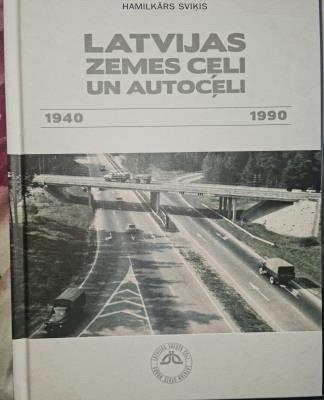 HAMILKĀRS SVIĶIS
LATVIJAS
ZEMES CEĻI
UN AUTOCEĻI
1940
1990